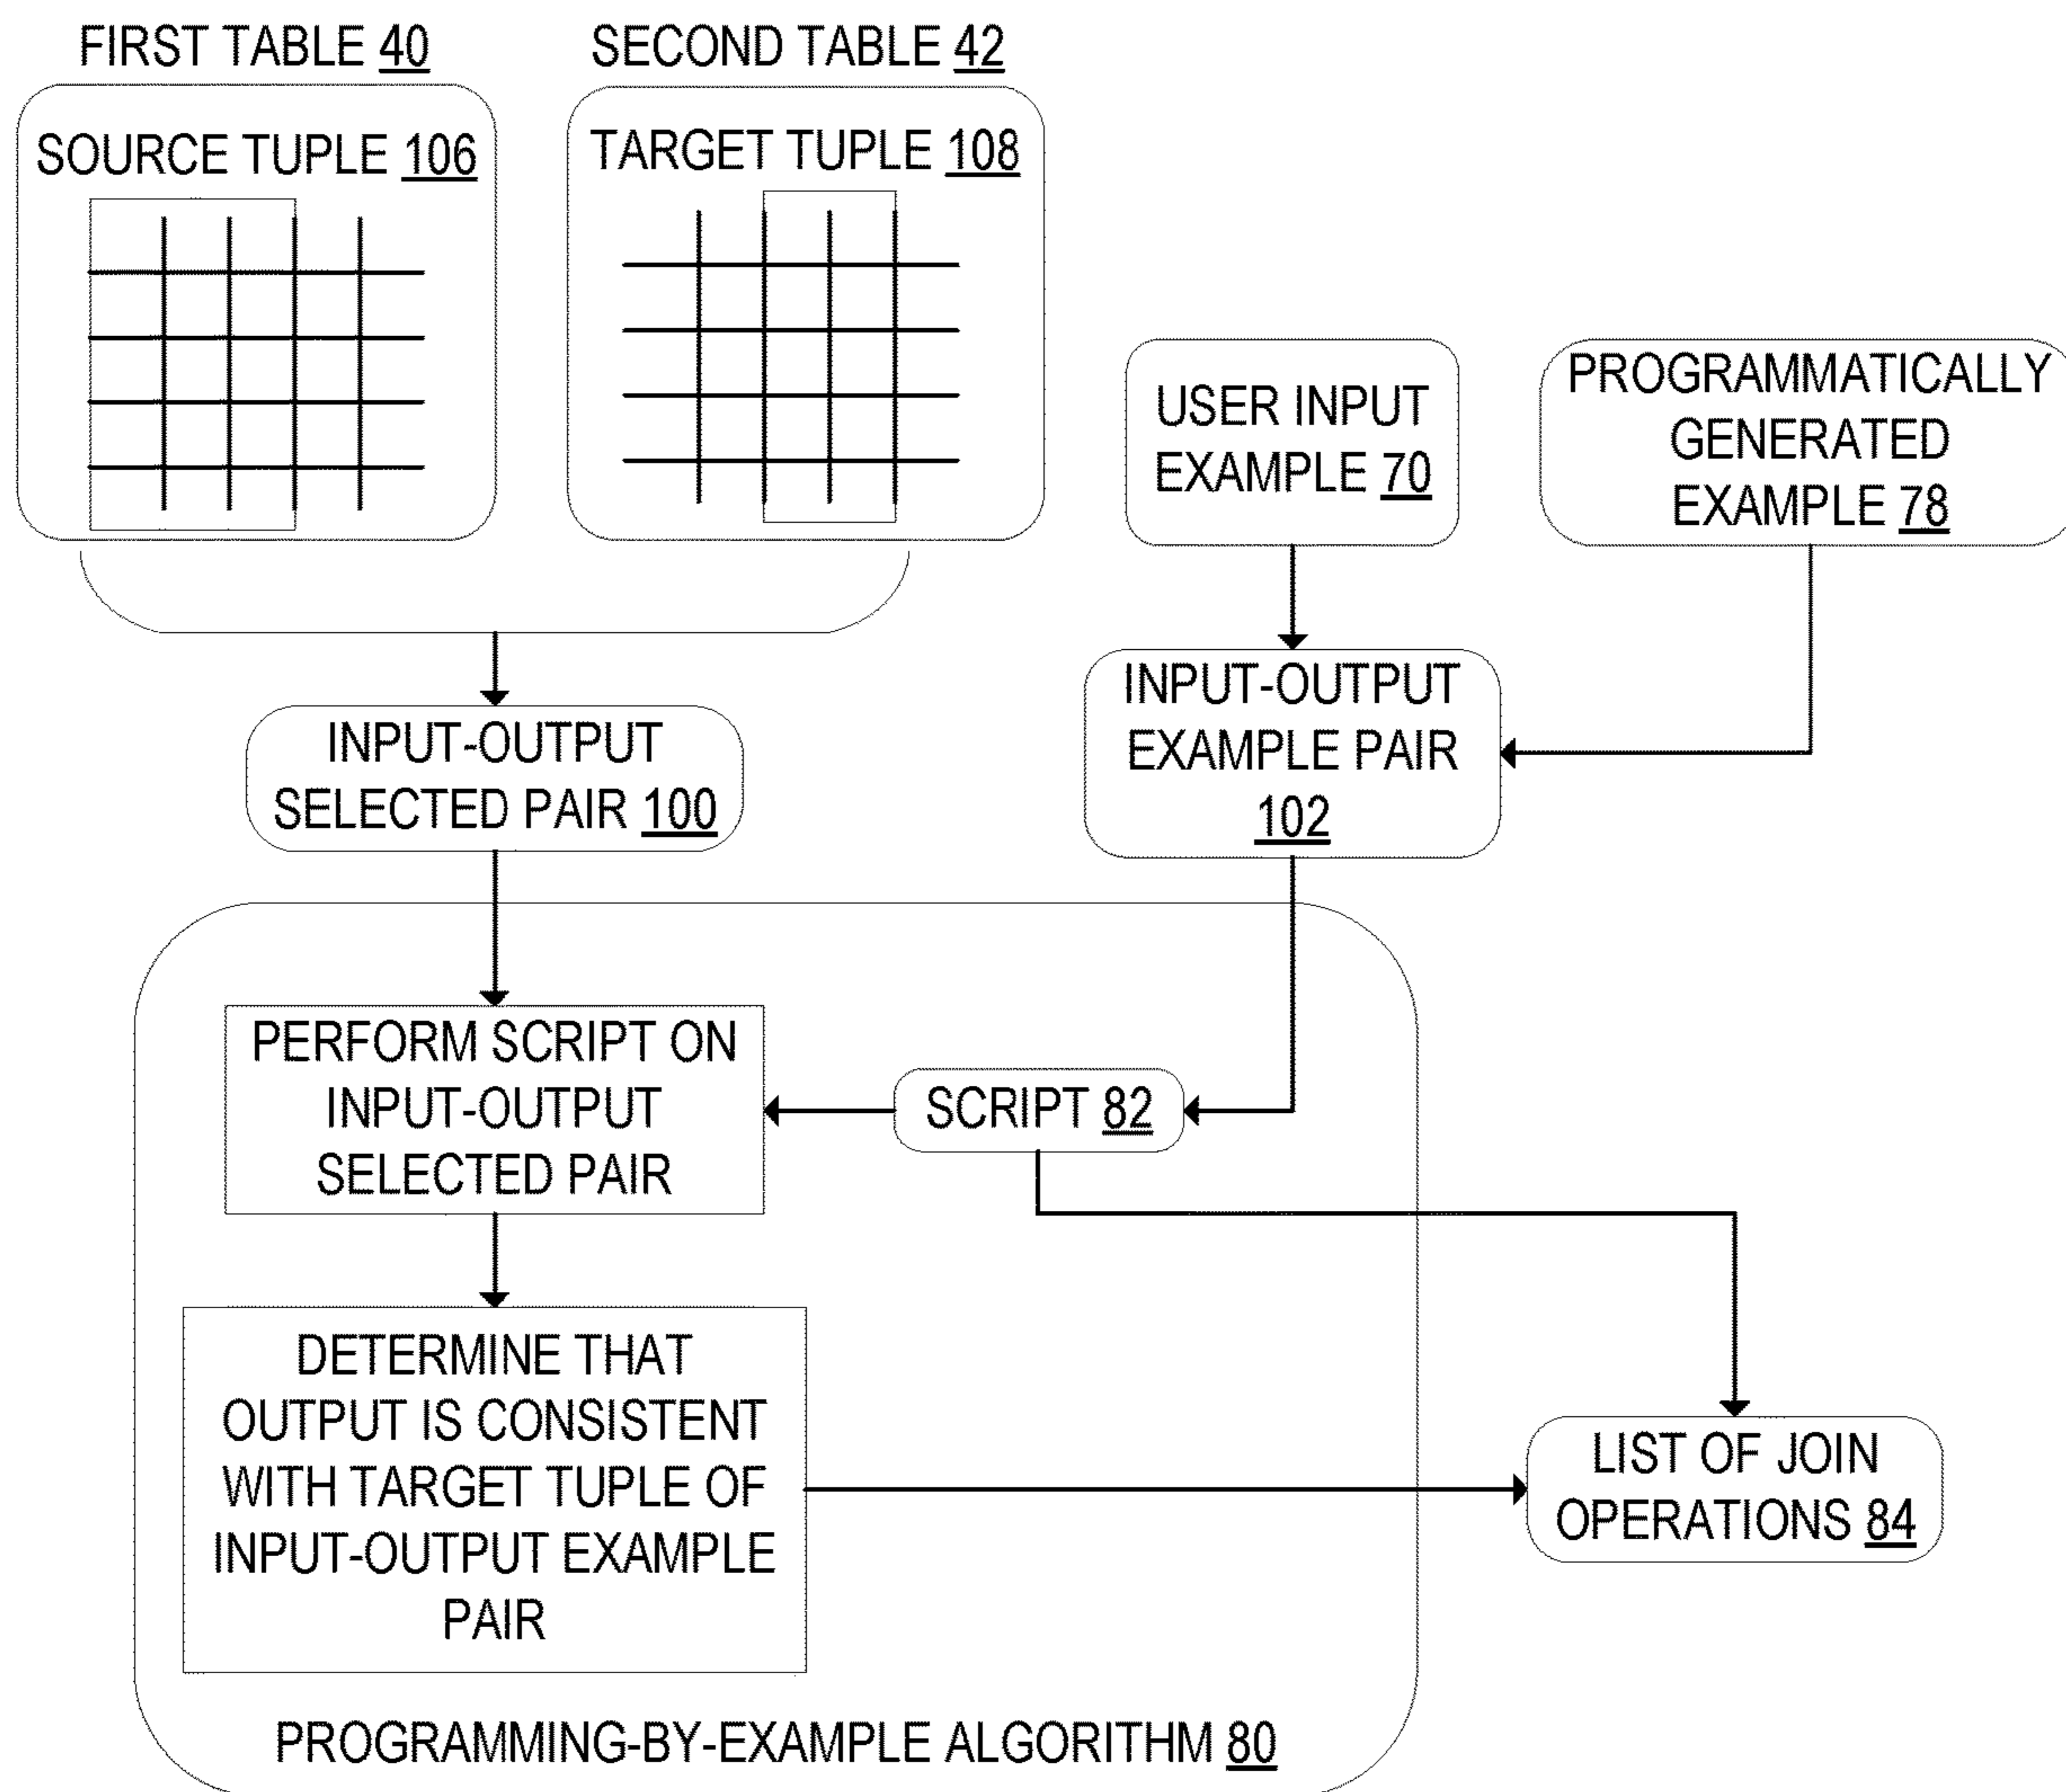 FIRST TABLE 40
SECOND TABLE 42
SOURCE TUPLE 106
TARGET TUPLE 108
USER INPUT
EXAMPLE 70
PROGRAMMATICALLY
GENERATED
EXAMPLE 78
INPUT-OUTPUT
SELECTED PAIR 100
INPUT-OUTPUT
EXAMPLE PAIR
102
PERFORM SCRIPT ON
INPUT-OUTPUT
SELECTED PAIR
SCRIPT 82
DETERMINE THAT
OUTPUT IS CONSISTENT
WITH TARGET TUPLE OF
INPUT-OUTPUT EXAMPLE
PAIR
LIST OF JOIN
OPERATIONS 84
PROGRAMMING-BY-EXAMPLE ALGORITHM 80